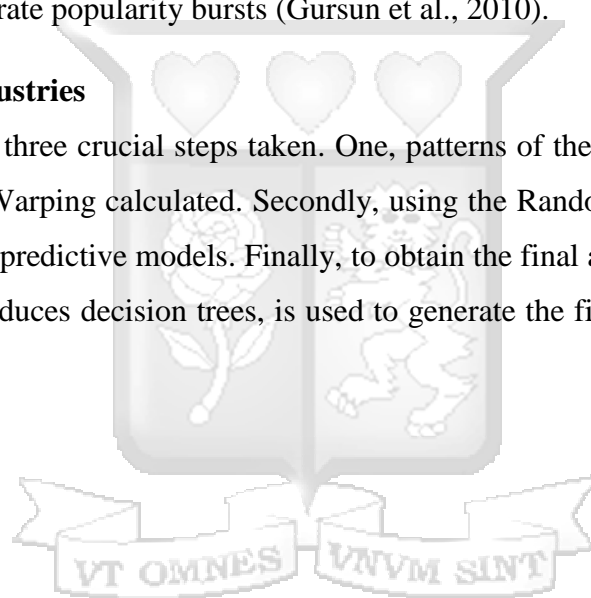 rate popularity bursts (Gursun et al., 2010).
ustries
three crucial steps taken. One, patterns of the
Warping calculated. Secondly, using the Rando
predictive models. Finally, to obtain the final a
duces decision trees, is used to generate the fi
VT OMNES VNVM SINT